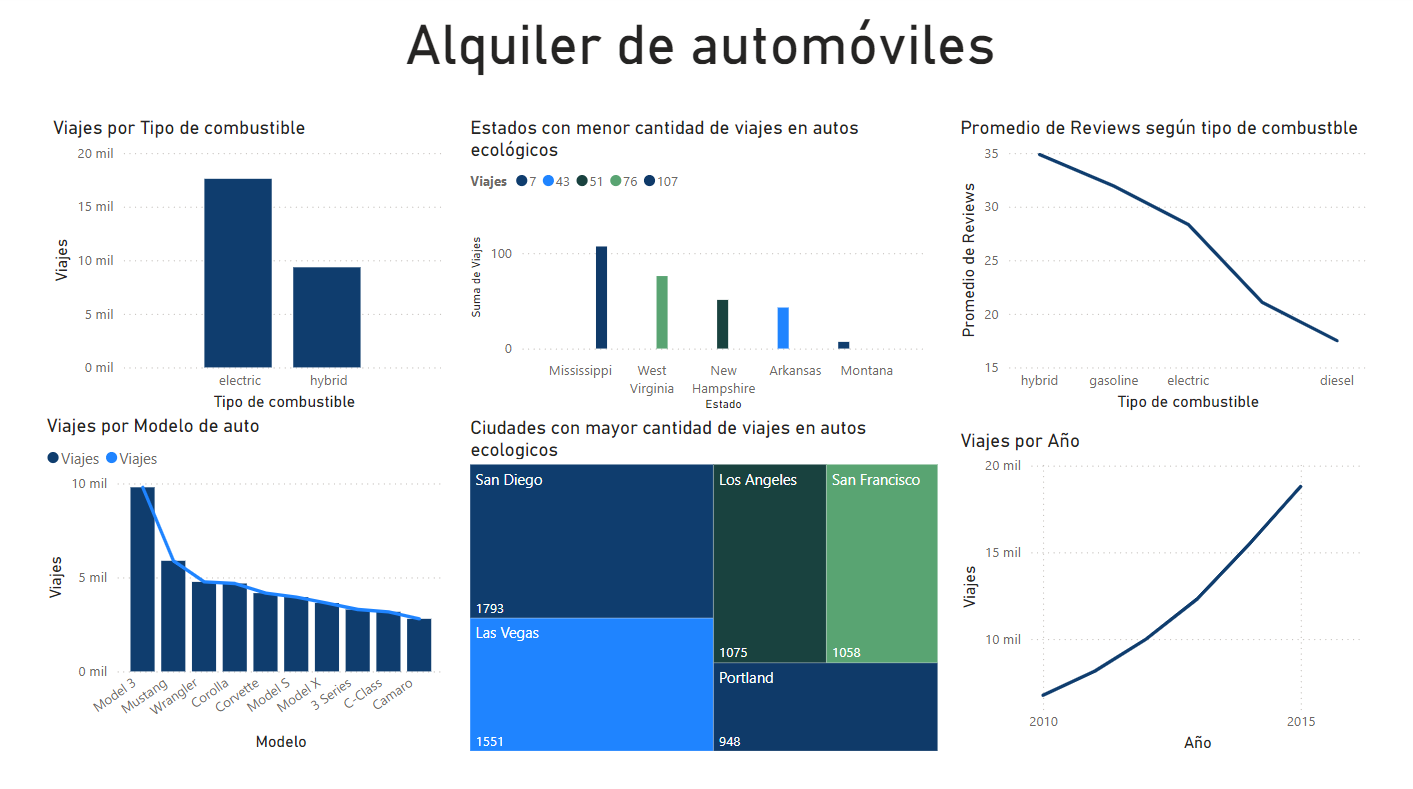 Alquiler de automóviles
Viajes por Tipo de combustible
20 mil
15 mil
10 mil
5 mil
0 mil
Viajes
electric
hybrid
Tipo de combustible
Estados con menor cantidad de viajes en autos
ecológicos
Viajes 7 43 51 76 107
Suma de Viajes
100
0
Mississippi
West
Virginia
New
Hampshire
Arkansas
Montana
Estado
Promedio de Reviews según tipo de combustble
35
30
25
20
15
Promedio de Reviews
hybrid
gasoline
electric
diesel
Tipo de combustible
Viajes por Modelo de auto
Viajes Viajes
10 mil
5 mil
0 mil
Viajes
Model 3
Mustang
Wrangler
Corolla
Corvette
Model S
Model X
3 Series
C-Class
Camaro
Modelo
Ciudades con mayor cantidad de viajes en autos
ecologicos
San Diego
1793
Las Vegas
1551
Los Angeles
1075
San Francisco
1058
Portland
948
Viajes por Año
20 mil
15 mil
10 mil
Viajes
2010
2015
Año